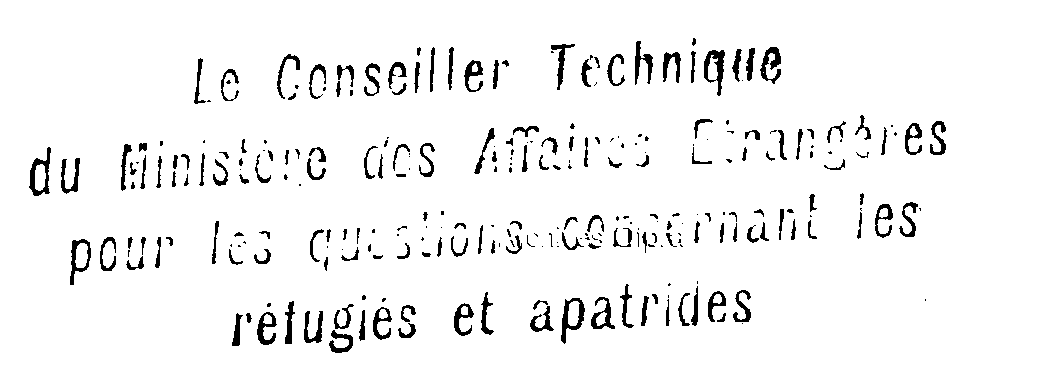 Le Conseiller Technique
du Ministère des Affaires Etrangères
pour les questions concernant les
réfugiés et apatrides